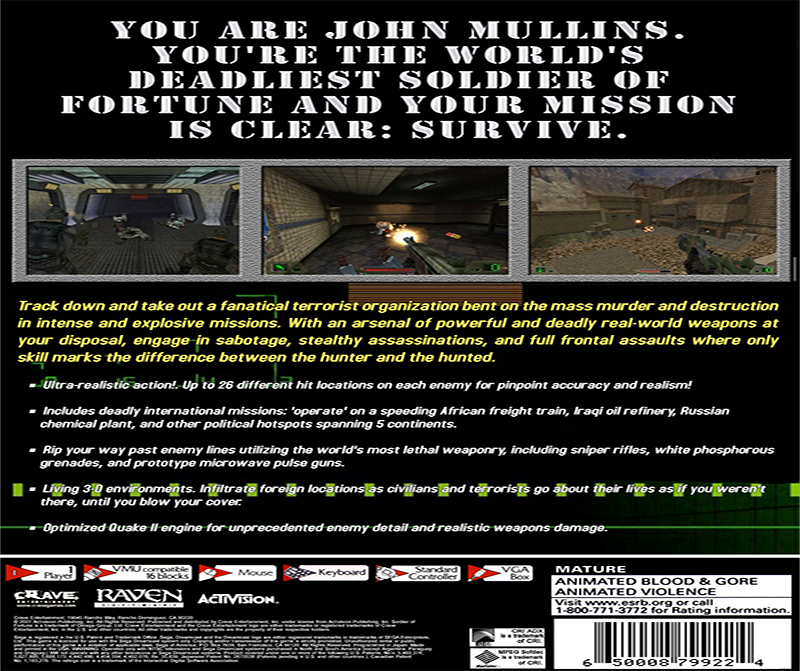 YOU ARE JOHN MULLINS.
YOU'RE THE WORLD'S
DEADLIEST SOLDIER OF
FORTUNE AND YOUR MISSION
IS CLEAR: SURVIVE.
Track down and take out a fanatical terrorist organization bent on the mass murder and destruction
in intense and explosive missions. With an arsenal of powerful and deadly real-world weapons at
your disposal, engage in sabotage, stealthy assassinations, and full frontal assaults where only
skill marks the difference between the hunter and the hunted.
▪ Ultra-realistic action!. Up to 26 different hit locations on each enemy for pinpoint accuracy and realism!
▪ Includes deadly international missions: 'operate' on a speeding African freight train, Iraqi oil refinery, Russian
chemical plant, and other political hotspots spanning 5 continents.
▪ Rip your way past enemy lines utilizing the world's most lethal weaponry, including sniper rifles, white phosphorous
grenades, and prototype microwave pulse guns.
▪ Living 3-D environments. Infiltrate foreign locations as civilians and terrorists go about their lives as if you weren't
there, until you blow your cover.
▪ Optimized Quake II engine for unprecedented enemy detail and realistic weapons damage.
1 Player
VMU compatible 16 blocks
Mouse
Keyboard
Standard Controller
VGA Box
CRAVE
ENTERTAINMENT
www.cravegames.com
RAVEN
SOFTWARE
ACTIVISION.
MATURE
ANIMATED BLOOD & GORE
ANIMATED VIOLENCE
Visit www.esrb.org or call
1-800-771-3772 for Rating information.
CRI ADX
is a trademark
of CRI.
MPEG Sofdec
is a trademark
of CRI.
6 50008 79922 4